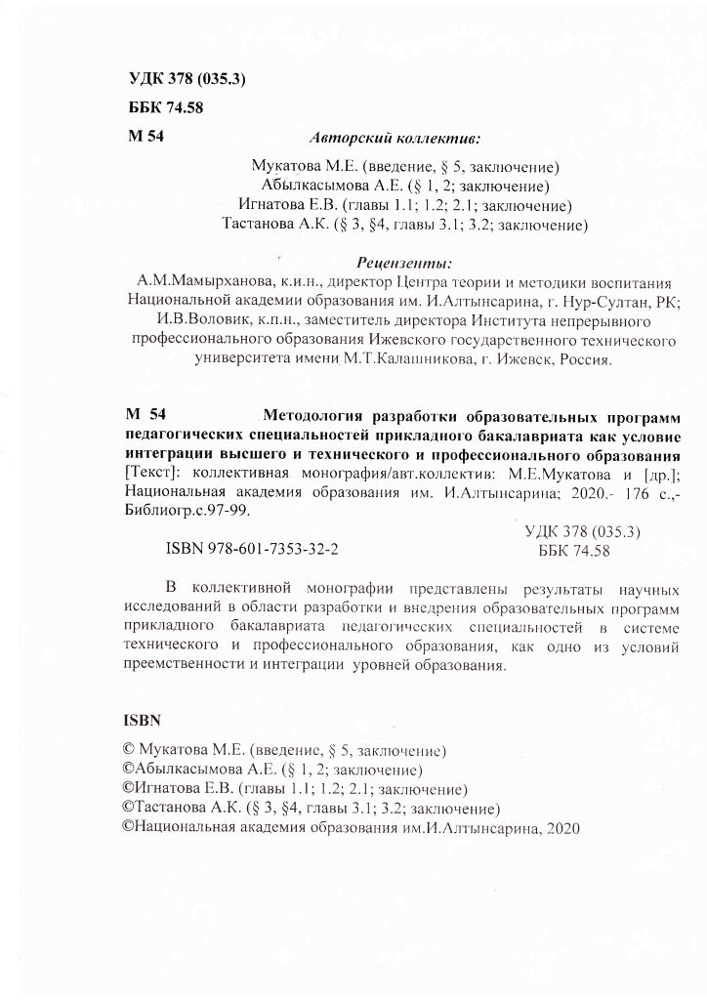 УДК 378 (035.3)
ББК 74.58
М 54 Авторский коллектив:
Мукатова М.Е. (введение, § 5, заключение)
Абылкасымова А.Е. (§ 1, 2; заключение)
Игнатова Е.В. (главы 1.1; 1.2; 2.1; заключение)
Тастанова А.К. (§ 3, §4, главы 3.1; 3.2; заключение)
Рецензенты:
А.М.Мамырханова, к.и.н., директор Центра теории и методики воспитания
Национальной академии образования им. И.Алтынсарина, г. Нур-Султан, РК;
И.В.Воловик, к.п.н., заместитель директора Института непрерывного
профессионального образования Ижевского государственного технического
университета имени М.Т.Калашникова, г. Ижевск, Россия.
М 54 Методология разработки образовательных программ
педагогических специальностей прикладного бакалавриата как условие
интеграции высшего и технического и профессионального образования
[Текст]: коллективная монография/авт.коллектив: М.Е.Мукатова и [др.];
Национальная академия образования им. И.Алтынсарина; 2020.- 176 с.,-
Библиогр.с.97-99.
УДК 378 (035.3)
ISBN 978-601-7353-32-2 ББК 74.58
В коллективной монографии представлены результаты научных
исследований в области разработки и внедрения образовательных программ
прикладного бакалавриата педагогических специальностей в системе
технического и профессионального образования, как одно из условий
преемственности и интеграции уровней образования.
ISBN
© Мукатова М.Е. (введение, § 5, заключение)
©Абылкасымова А.Е. (§ 1, 2; заключение)
©Игнатова Е.В. (главы 1.1; 1.2; 2.1; заключение)
©Тастанова А.К. (§ 3, §4, главы 3.1; 3.2; заключение)
©Национальная академия образования им.И.Алтынсарина, 2020